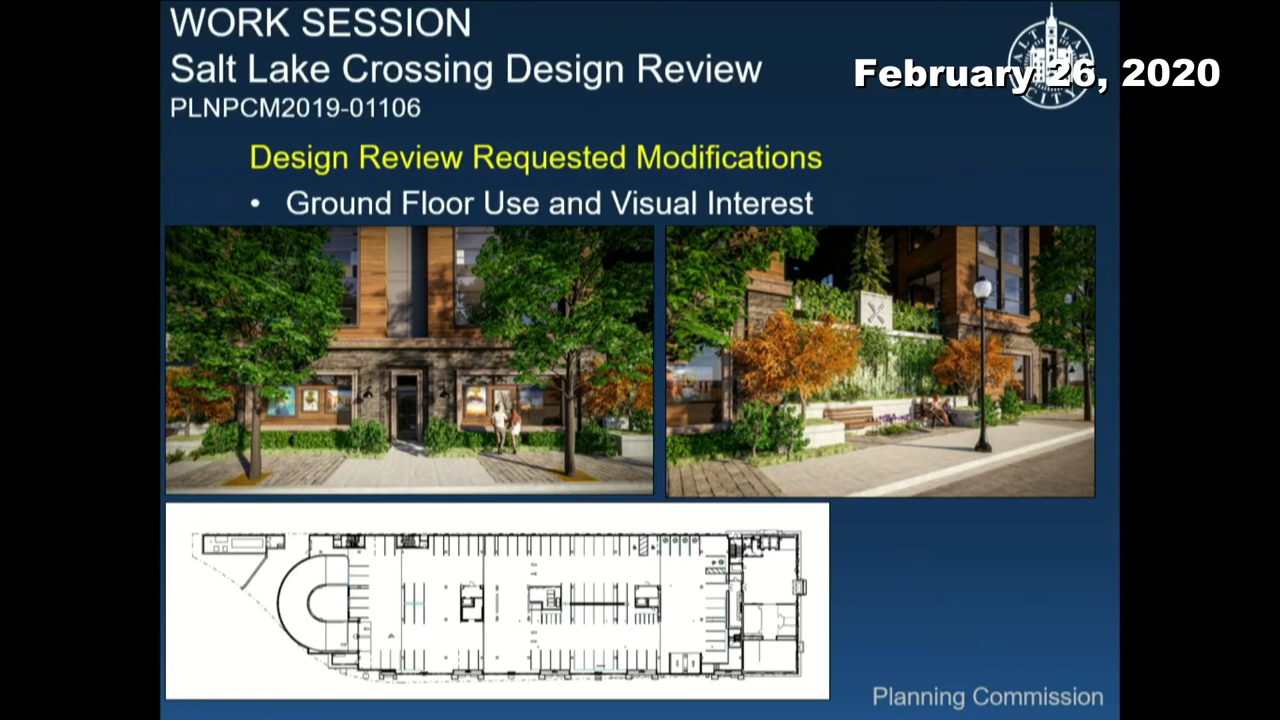 WORK SESSION
Salt Lake Crossing Design Review
February 26, 2020
PLNPCM2019-01106
Design Review Requested Modifications
• Ground Floor Use and Visual Interest
Planning Commission